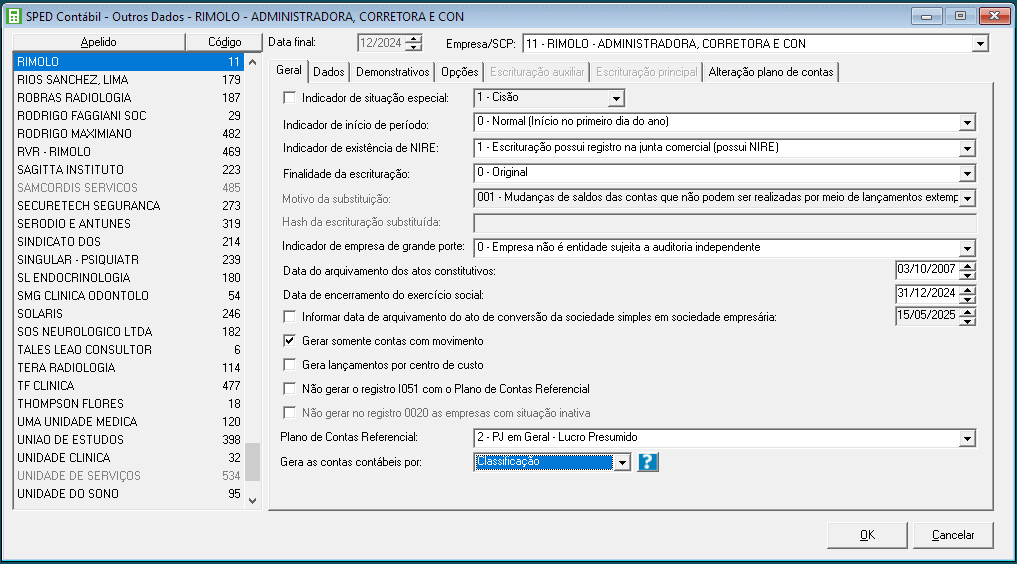 SPED Contábil - Outros Dados - RIMOLO - ADMINISTRADORA, CORRETORA E CON
Apelido Código
RIMOLO 11
RIOS SANCHEZ, LIMA 179
ROBRAS RADIOLOGIA 187
RODRIGO FAGGIANI SOC 29
RODRIGO MAXIMIANO 482
RVR - RIMOLO 469
SAGITTA INSTITUTO 223
SAMCORDIS SERVICOS 485
SECURETECH SEGURANCA 273
SERODIO E ANTUNES 319
SINDICATO DOS 214
SINGULAR - PSIQUIATR 239
SL ENDOCRINOLOGIA 180
SMG CLINICA ODONTOLO 54
SOLARIS 246
SOS NEUROLOGICO LTDA 182
TALES LEAO CONSULTOR 6
TERA RADIOLOGIA 114
TF CLINICA 477
THOMPSON FLORES 18
UMA UNIDADE MEDICA 120
UNIAO DE ESTUDOS 398
UNIDADE CLINICA 32
UNIDADE DE SERVIÇOS 534
UNIDADE DO SONO 95
Data final: 12/2024 Empresa/SCP: 11 - RIMOLO - ADMINISTRADORA, CORRETORA E CON
Geral Dados Demonstrativos Opções Escrituração auxiliar Escrituração principal Alteração plano de contas
Indicador de situação especial: 1 - Cisão
Indicador de início de período: 0 - Normal (Início no primeiro dia do ano)
Indicador de existência de NIRE: 1 - Escrituração possui registro na junta comercial (possui NIRE)
Finalidade da escrituração: 0 - Original
Motivo da substituição: 001 - Mudanças de saldos das contas que não podem ser realizadas por meio de lançamentos extemp
Hash da escrituração substituída:
Indicador de empresa de grande porte: 0 - Empresa não é entidade sujeita a auditoria independente
Data do arquivamento dos atos constitutivos: 03/10/2007
Data de encerramento do exercício social: 31/12/2024
Informar data de arquivamento do ato de conversão da sociedade simples em sociedade empresária: 15/05/2025
Gerar somente contas com movimento
Gera lançamentos por centro de custo
Não gerar o registro I051 com o Plano de Contas Referencial
Não gerar no registro 0020 as empresas com situação inativa
Plano de Contas Referencial: 2 - PJ em Geral - Lucro Presumido
Gera as contas contábeis por: Classificação ?
OK Cancelar